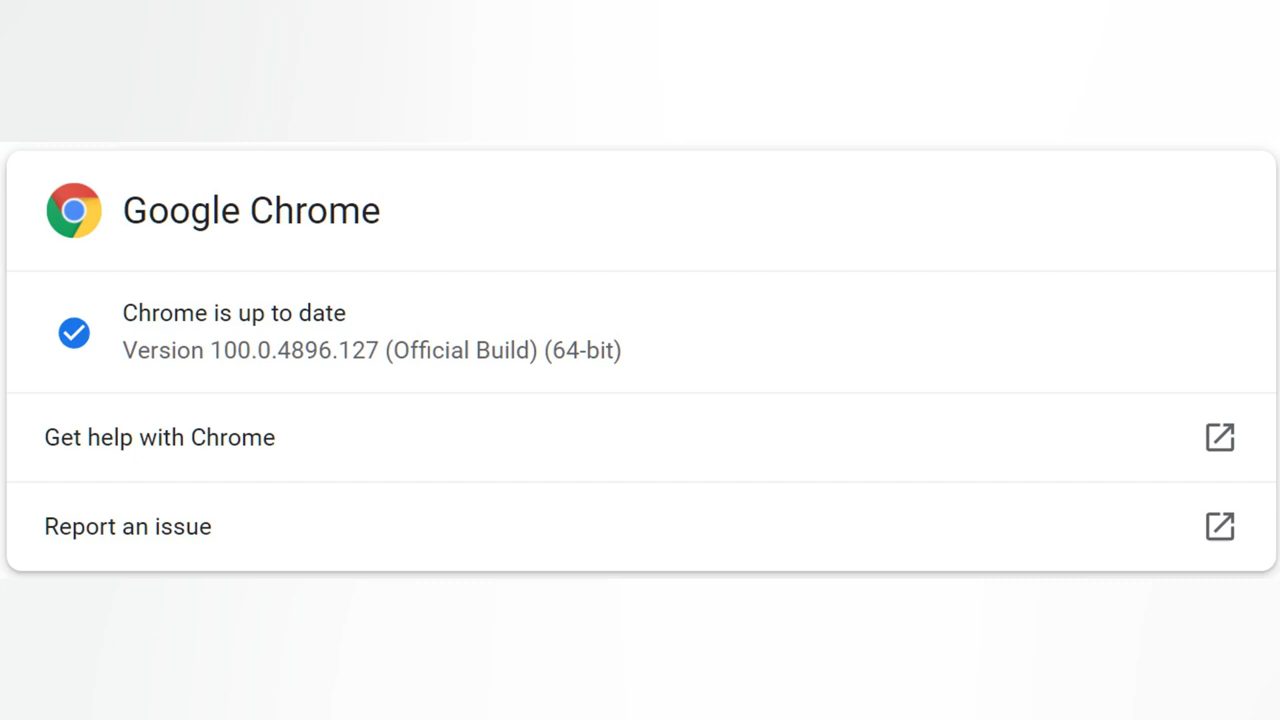 Google Chrome
Chrome is up to date
Version 100.0.4896.127 (Official Build) (64-bit)
Get help with Chrome
Report an issue